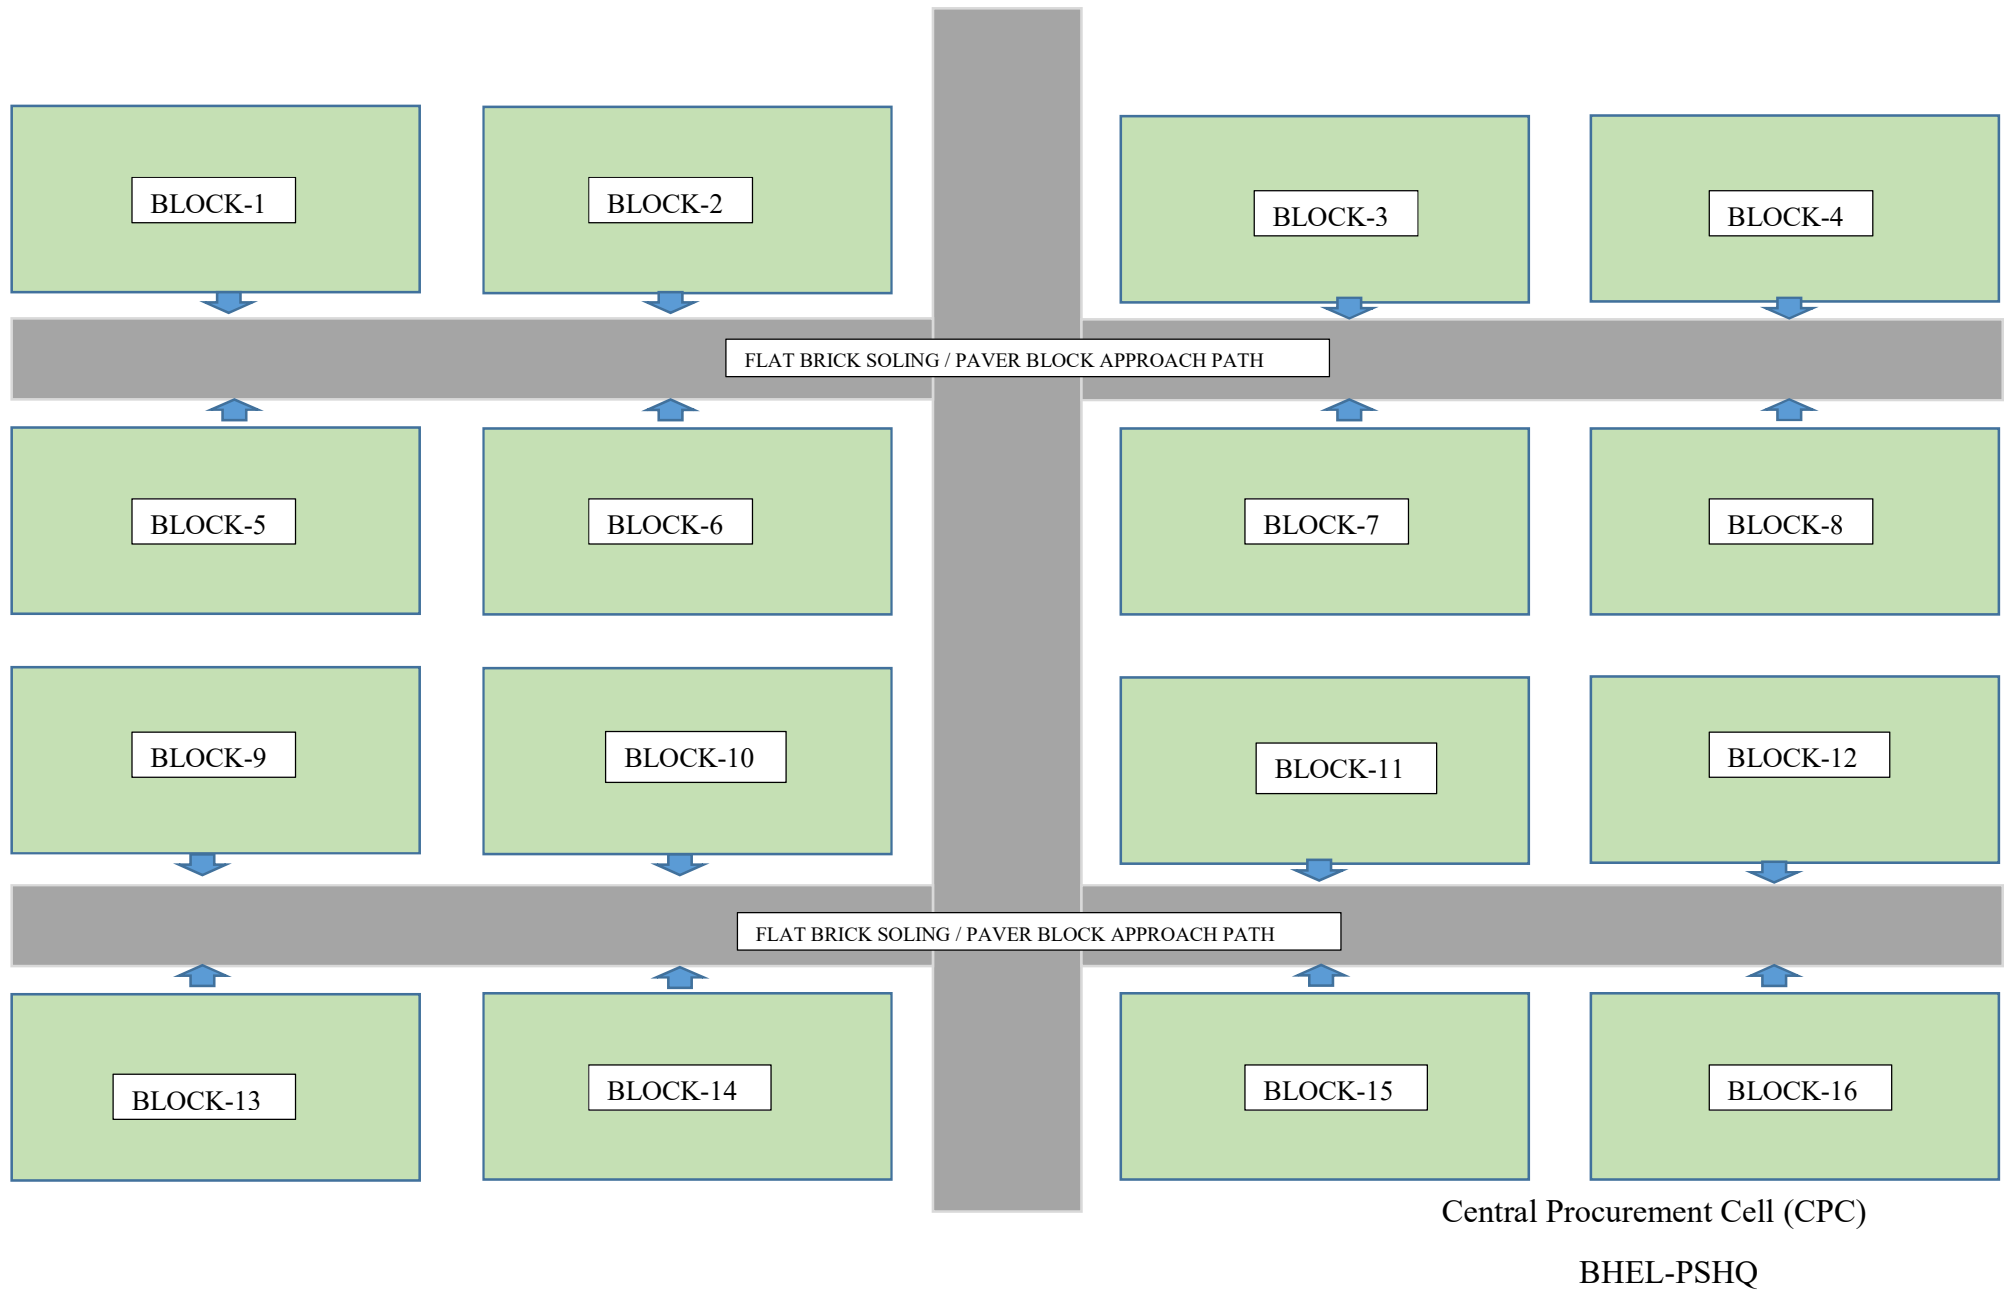 BLOCK-1
BLOCK-2
BLOCK-3
BLOCK-4
FLAT BRICK SOLING / PAVER BLOCK APPROACH PATH
BLOCK-5
BLOCK-6
BLOCK-7
BLOCK-8
BLOCK-9
BLOCK-10
BLOCK-11
BLOCK-12
FLAT BRICK SOLING / PAVER BLOCK APPROACH PATH
BLOCK-13
BLOCK-14
BLOCK-15
BLOCK-16
Central Procurement Cell (CPC)
BHEL-PSHQ